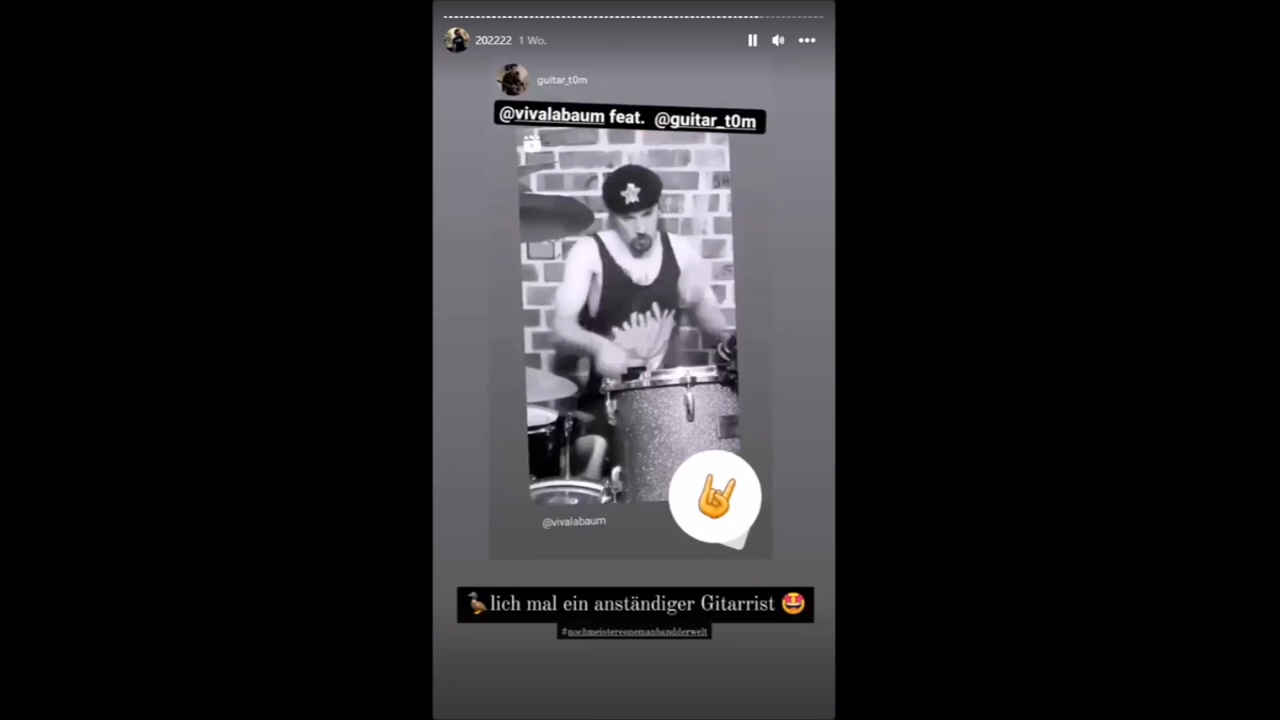 202222 1 Wo.
guitar_t0m
@vivalabaum feat. @guitar_t0m
@vivalabaum
🦆lich mal ein anständiger Gitarrist 🤩
#nochmeistereonemanbandderwelt